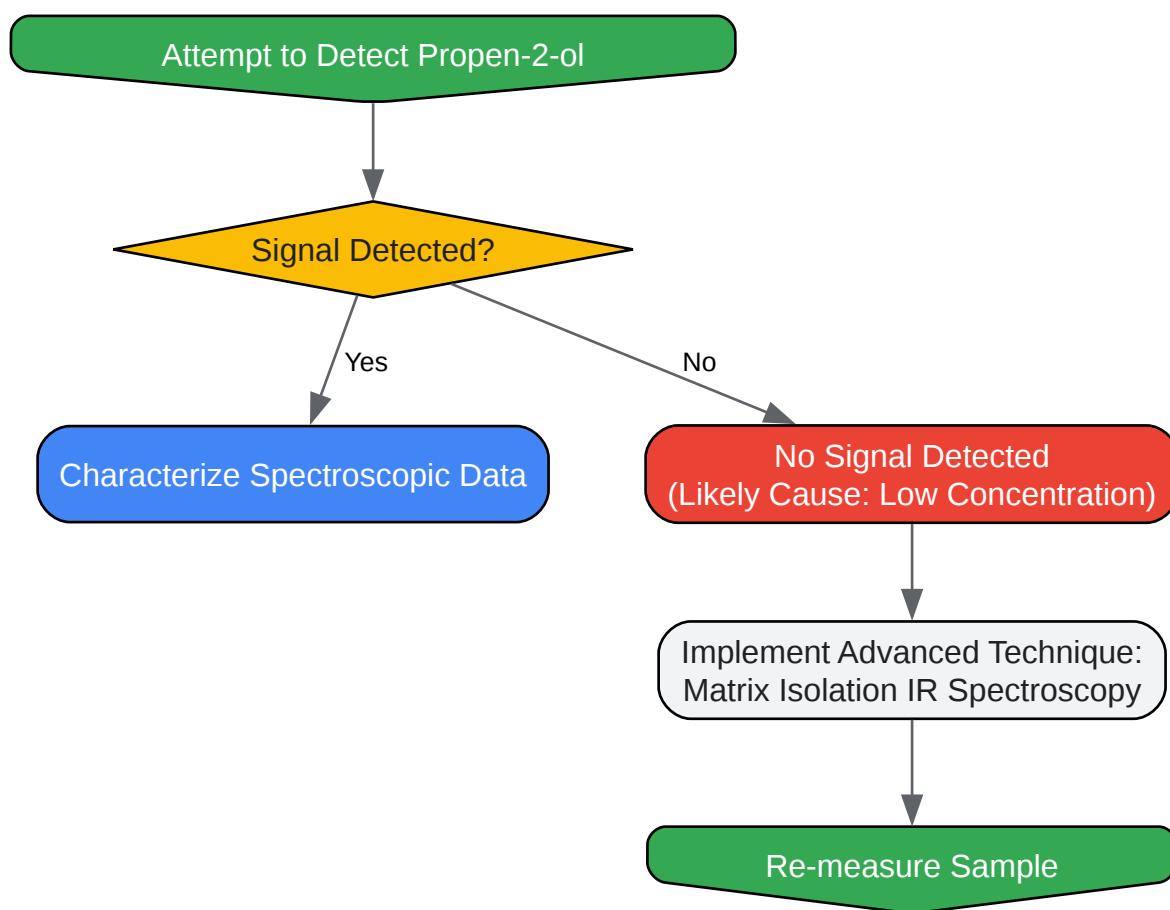 Attempt to Detect Propen-2-ol
Signal Detected?
Yes
No
Characterize Spectroscopic Data
No Signal Detected
(Likely Cause: Low Concentration)
Implement Advanced Technique:
Matrix Isolation IR Spectroscopy
Re-measure Sample